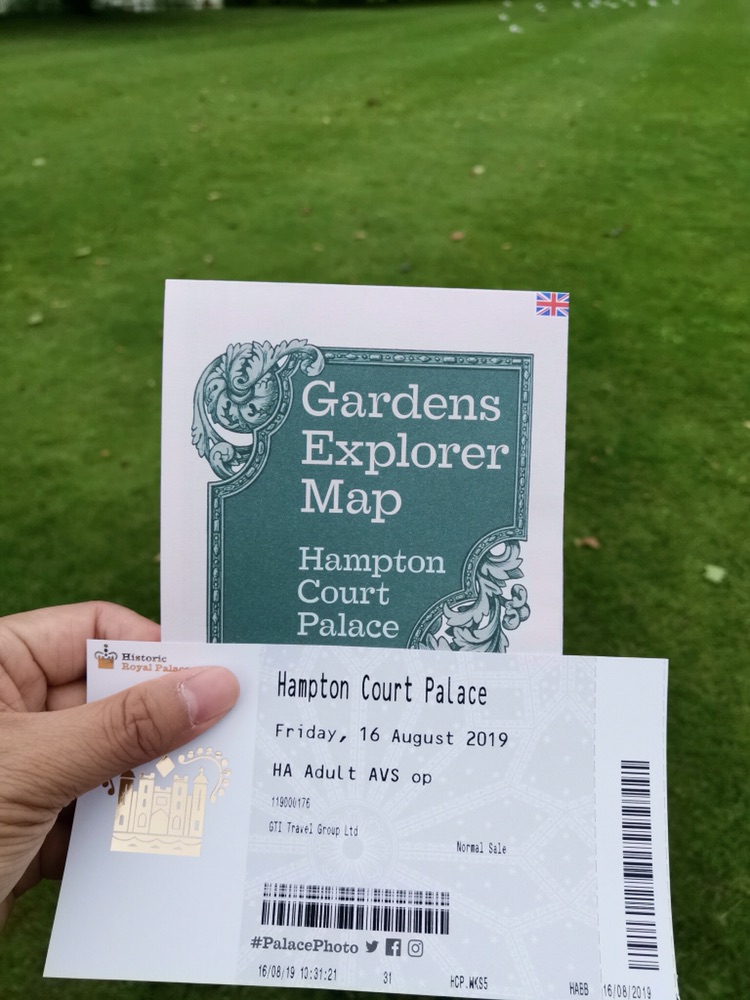 Gardens
Explorer
Map
Hampton
Court
Palace
Historic
Royal Palaces
Hampton Court Palace
Friday, 16 August 2019
HA Adult AVS op
119000176
GTI Travel Group Ltd
Normal Sale
#PalacePhoto
16/08/19 10:31:21 31 HCP.WKS5 HAEB 16/08/2019